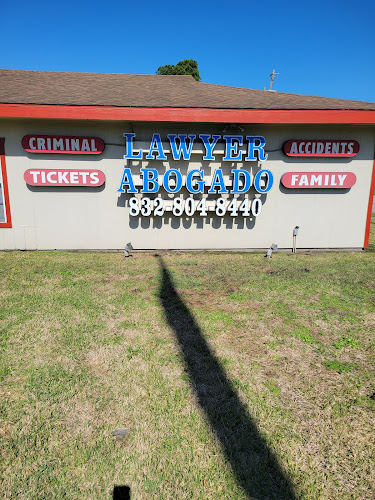 CRIMINAL
TICKETS
LAWYER
ABOGADO
832-804-8440
ACCIDENTS
FAMILY